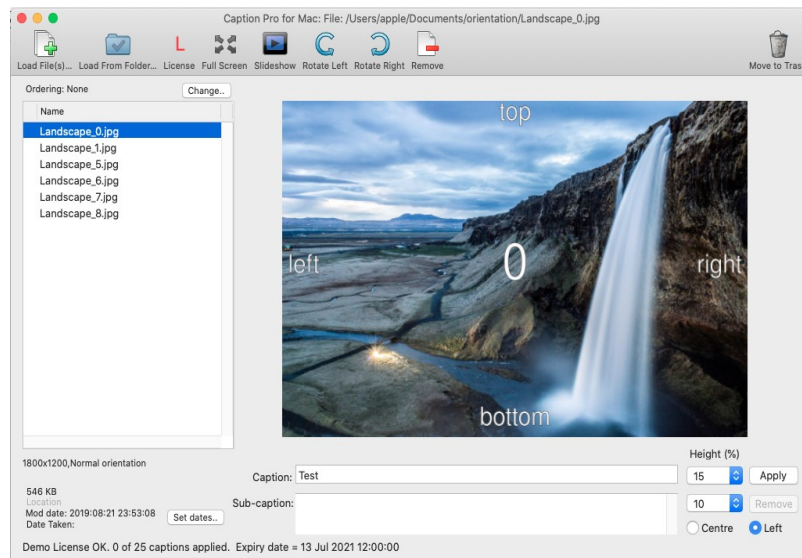 Caption Pro for Mac: File: /Users/apple/Documents/orientation/Landscape_0.jpg
Load File(s)... Load From Folder... L License Full Screen Slideshow Rotate Left Rotate Right Remove Move to Tras
Ordering: None Change..
Name
Landscape_0.jpg
Landscape_1.jpg
Landscape_5.jpg
Landscape_6.jpg
Landscape_7.jpg
Landscape_8.jpg
top
left 0 right
bottom
1800x1200,Normal orientation
Height (%)
Caption: Test 15 Apply
546 KB
Location
Sub-caption: 10 Remove
Mod date: 2019:08:21 23:53:08
Date Taken: Set dates..
Centre Left
Demo License OK. 0 of 25 captions applied. Expiry date = 13 Jul 2021 12:00:00